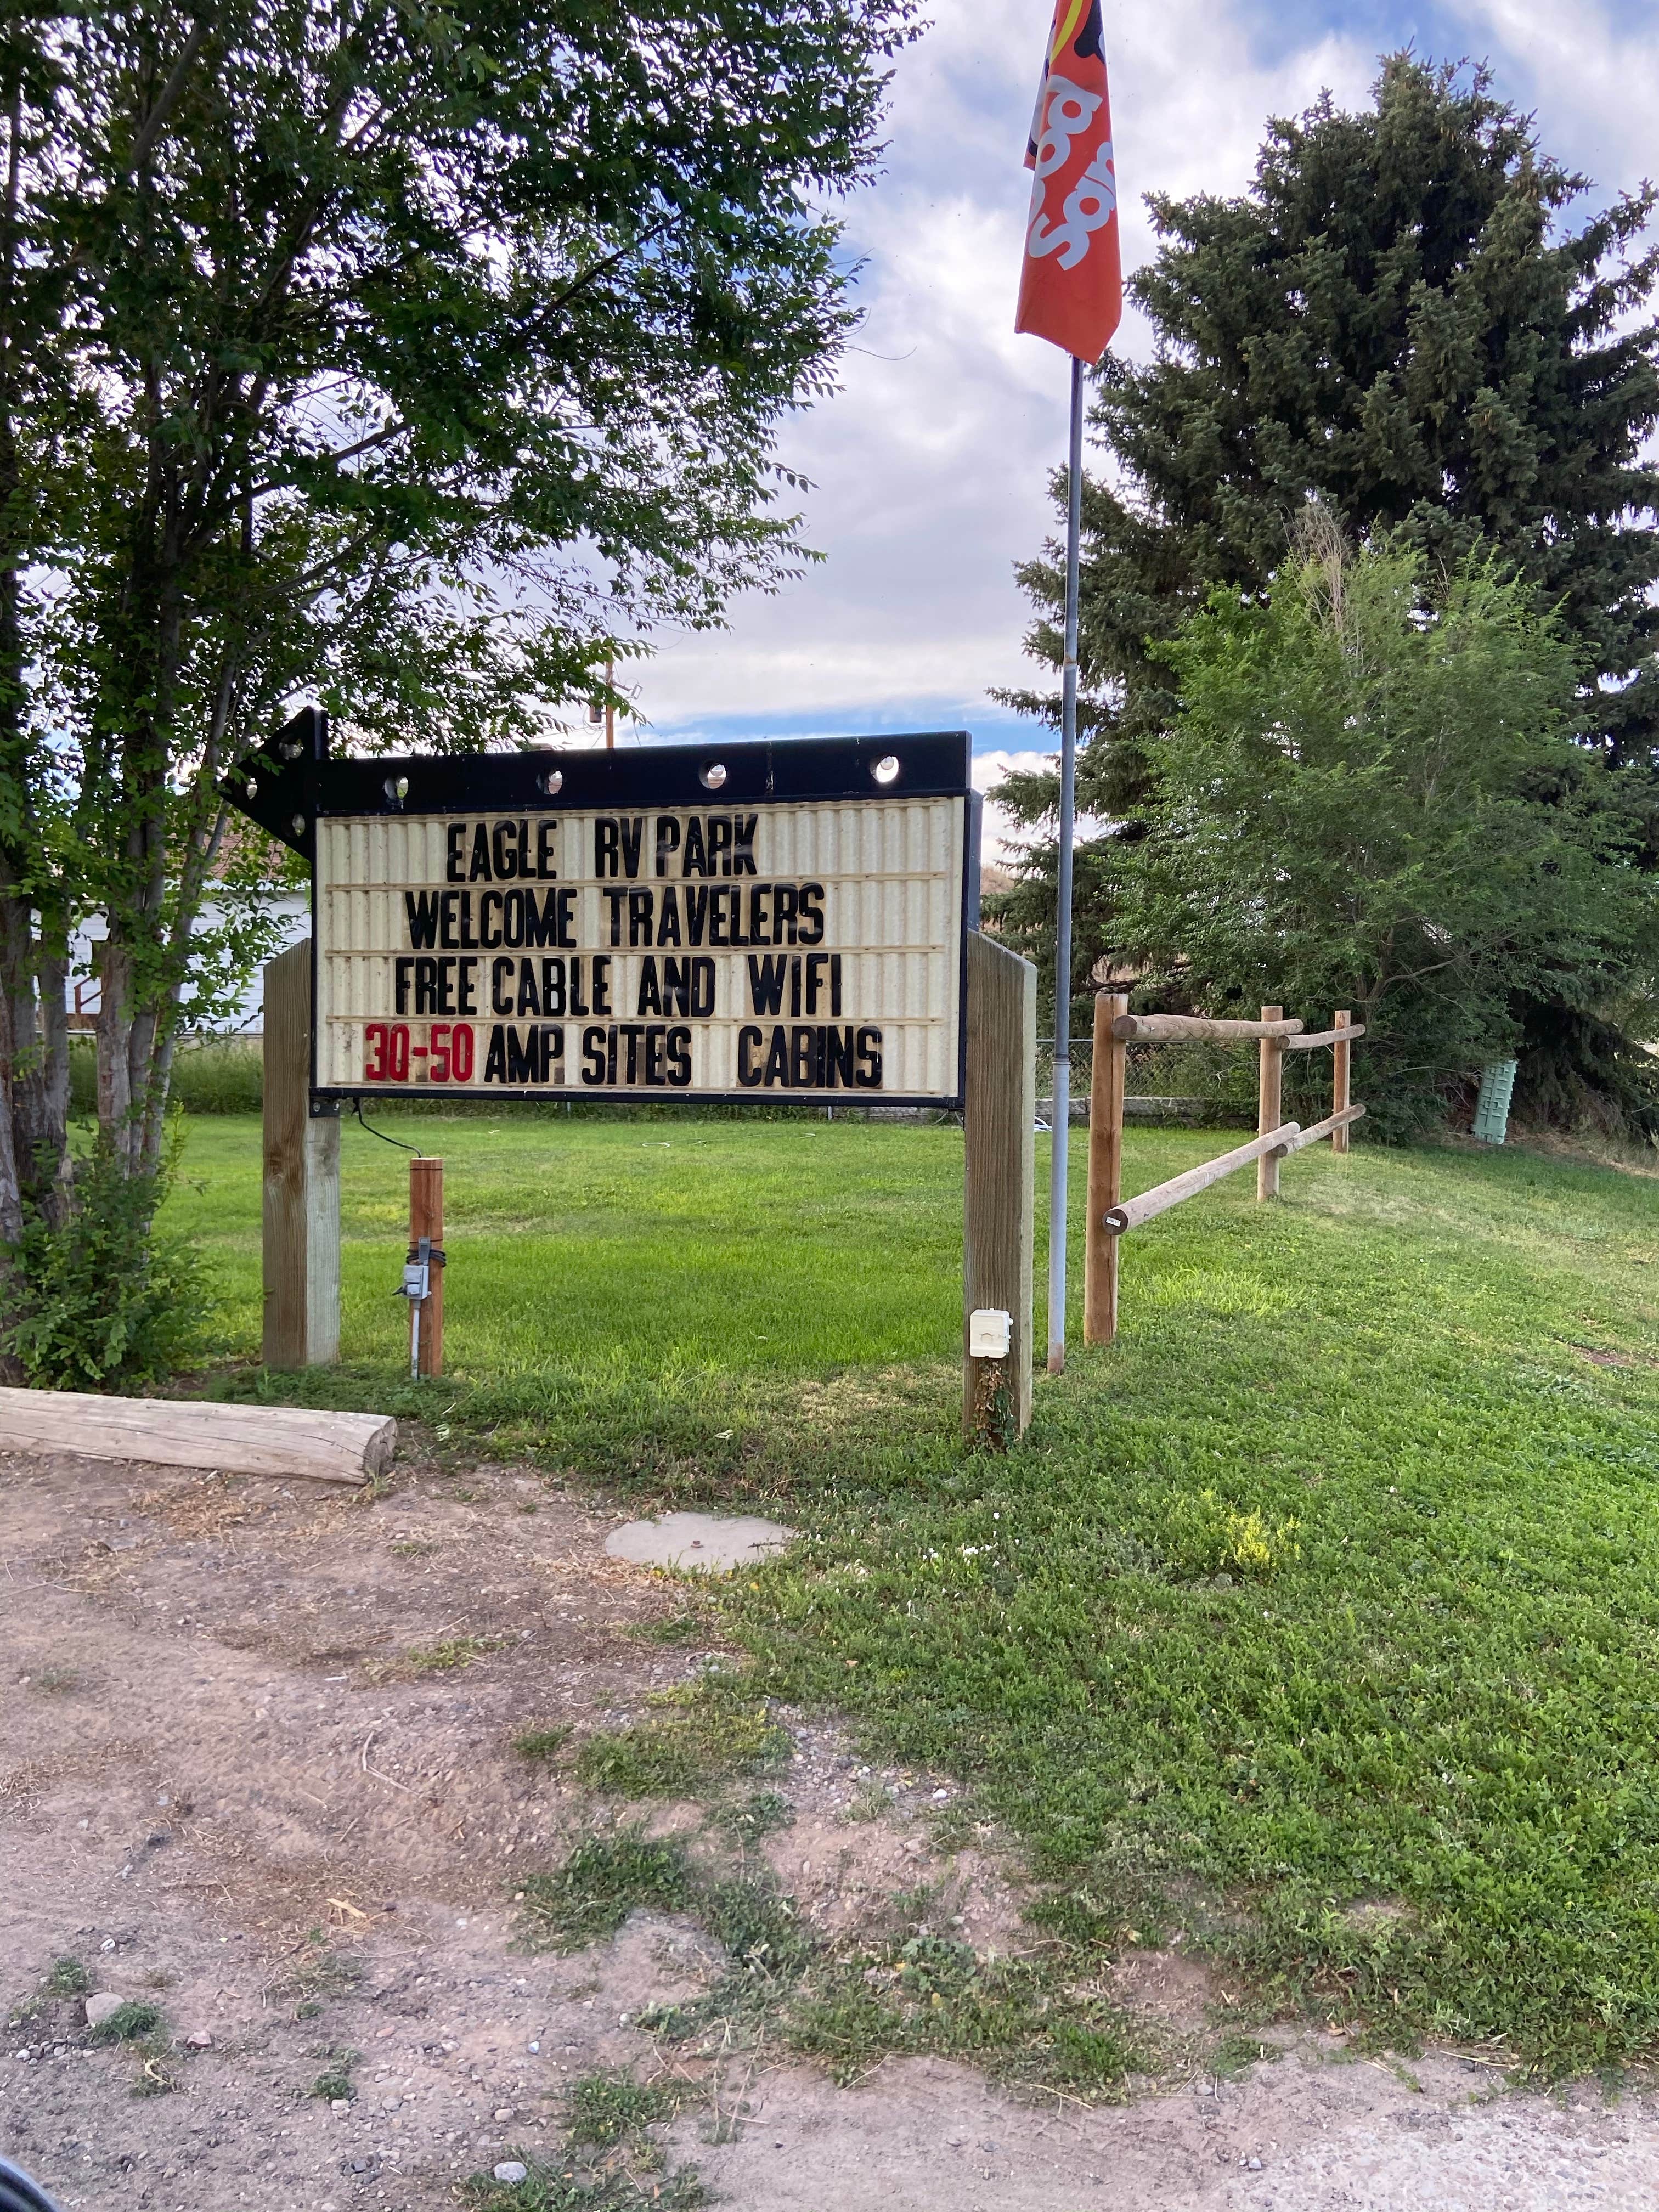 EAGLE RV PARK
WELCOME TRAVELERS
FREE CABLE AND WIFI
30-50 AMP SITES CABINS